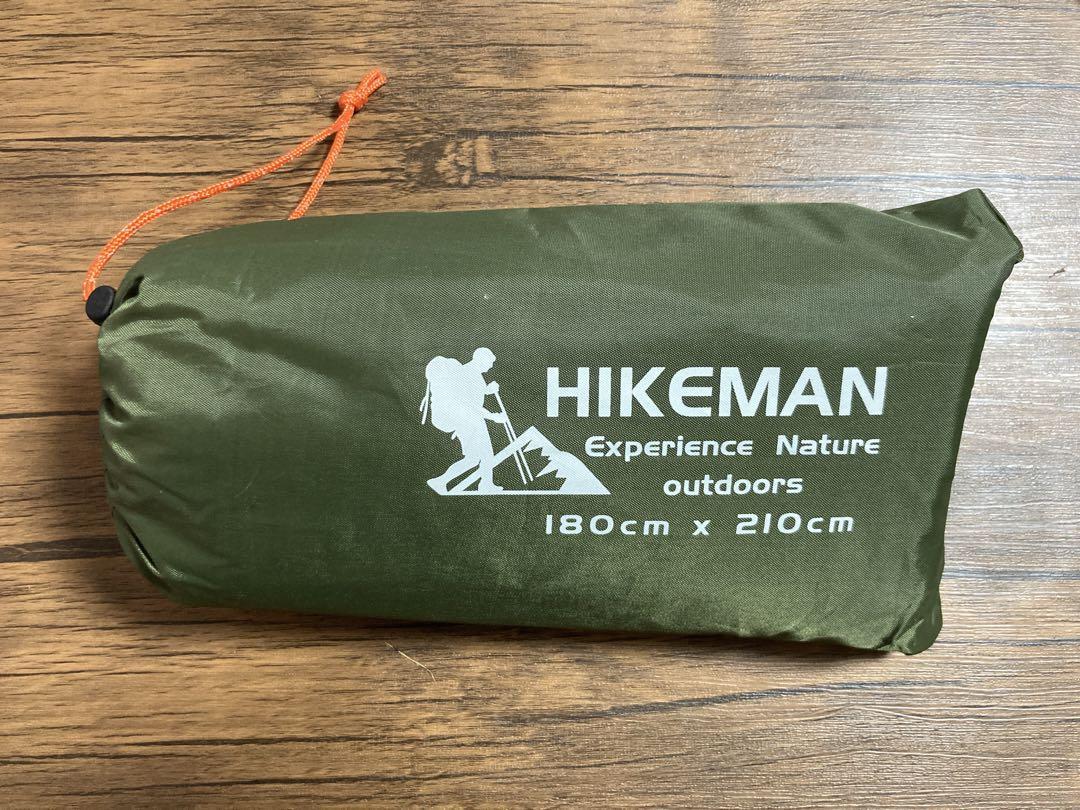 HIKEMAN
Experience Nature
outdoors
180cm x 210cm